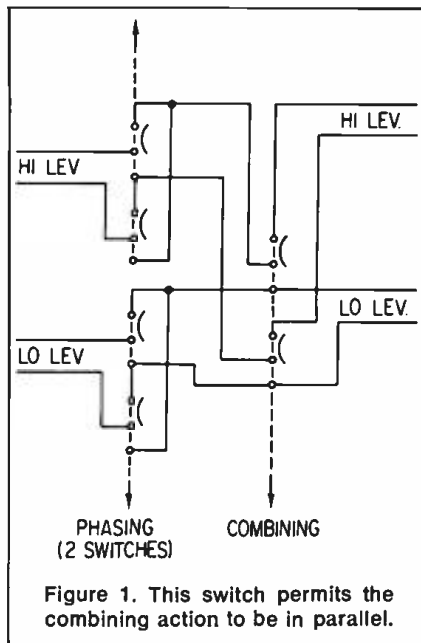 HI LEV
HI LEV.
LO LEV.
LO LEV
PHASING
(2 SWITCHES)
COMBINING
Figure 1. This switch permits the
combining action to be in parallel.